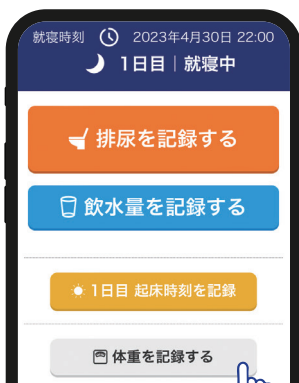 就寝時刻 2023年4月30日 22:00
1日目｜就寝中
排尿を記録する
飲水量を記録する
1日目 起床時刻を記録
体重を記録する